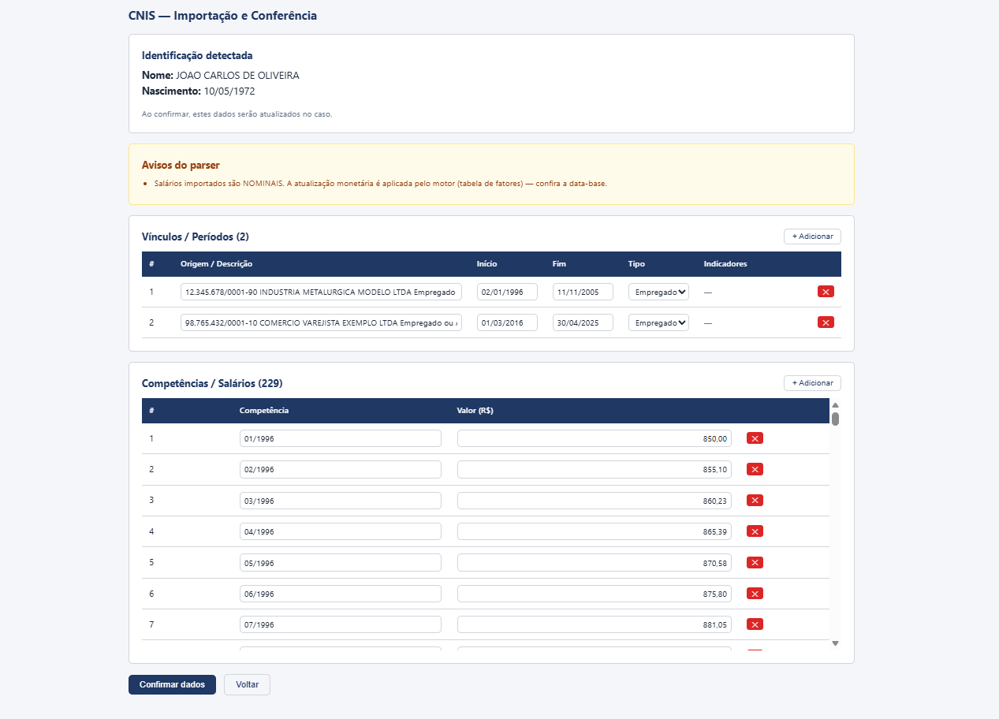 CNIS — Importação e Conferência
Identificação detectada
Nome: JOAO CARLOS DE OLIVEIRA
Nascimento: 10/05/1972
Ao confirmar, estes dados serão atualizados no caso.
Avisos do parser
• Salários importados são NOMINAIS. A atualização monetária é aplicada pelo motor (tabela de fatores) — confira a data-base.
Vínculos / Períodos (2)
+ Adicionar
# Origem / Descrição Início Fim Tipo Indicadores
1 12.345.678/0001-90 INDUSTRIA METALURGICA MODELO LTDA Empregado 02/01/1996 11/11/2005 Empregado —
2 98.765.432/0001-10 COMERCIO VAREJISTA EXEMPLO LTDA Empregado ou 01/03/2016 30/04/2025 Empregado —
Competências / Salários (229)
+ Adicionar
# Competência Valor (R$)
1 01/1996 850,00
2 02/1996 855,10
3 03/1996 860,23
4 04/1996 865,39
5 05/1996 870,58
6 06/1996 875,80
7 07/1996 881,05
Confirmar dados
Voltar